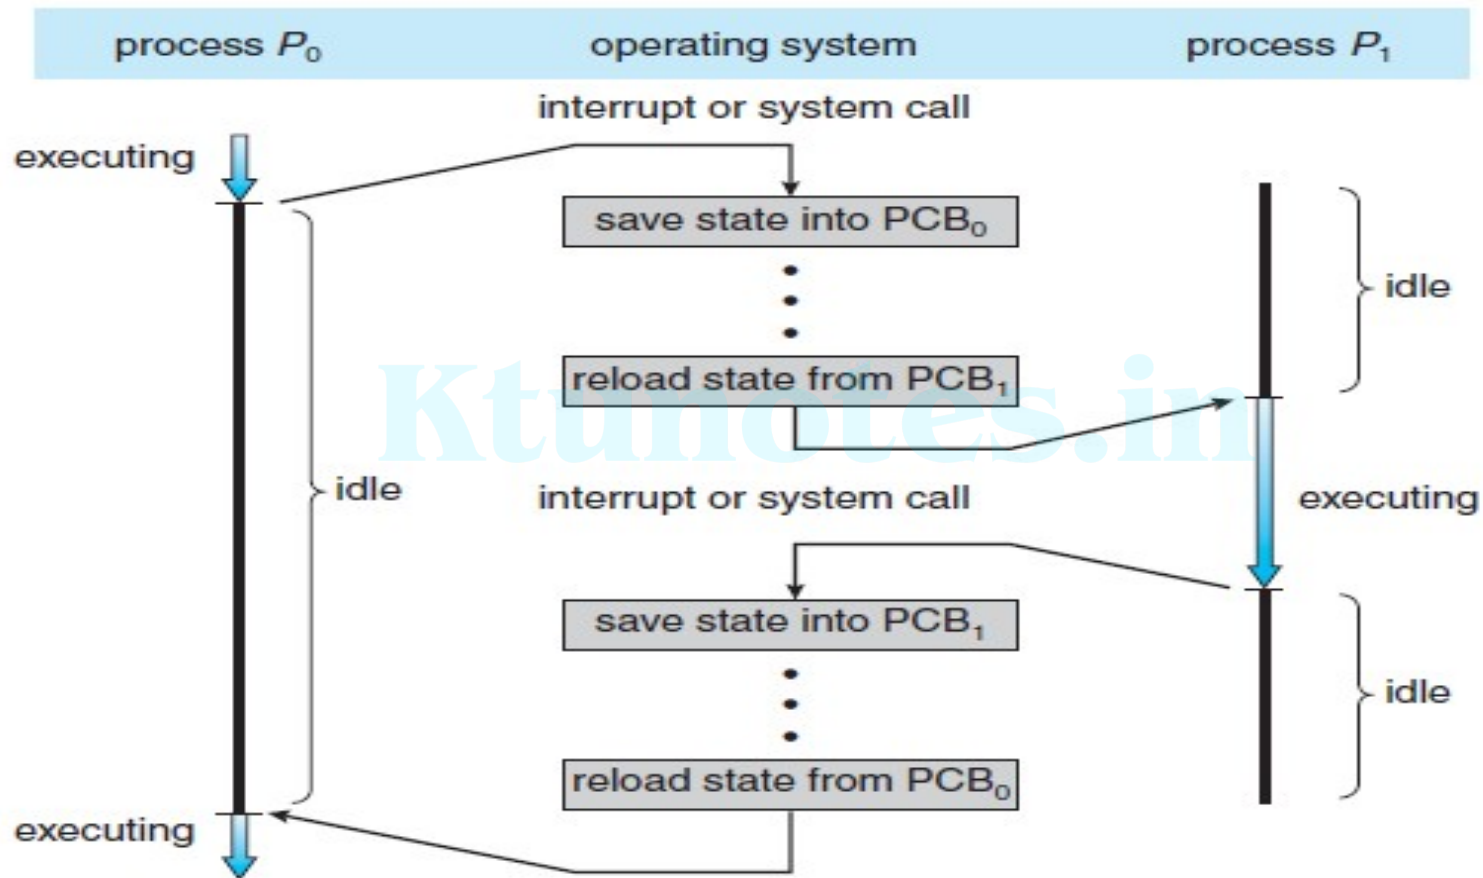 process P₀ operating system process P₁
interrupt or system call
executing
save state into PCB₀
idle
reload state from PCB₁
Ktunotes.in
idle
interrupt or system call
executing
save state into PCB₁
idle
reload state from PCB₀
executing